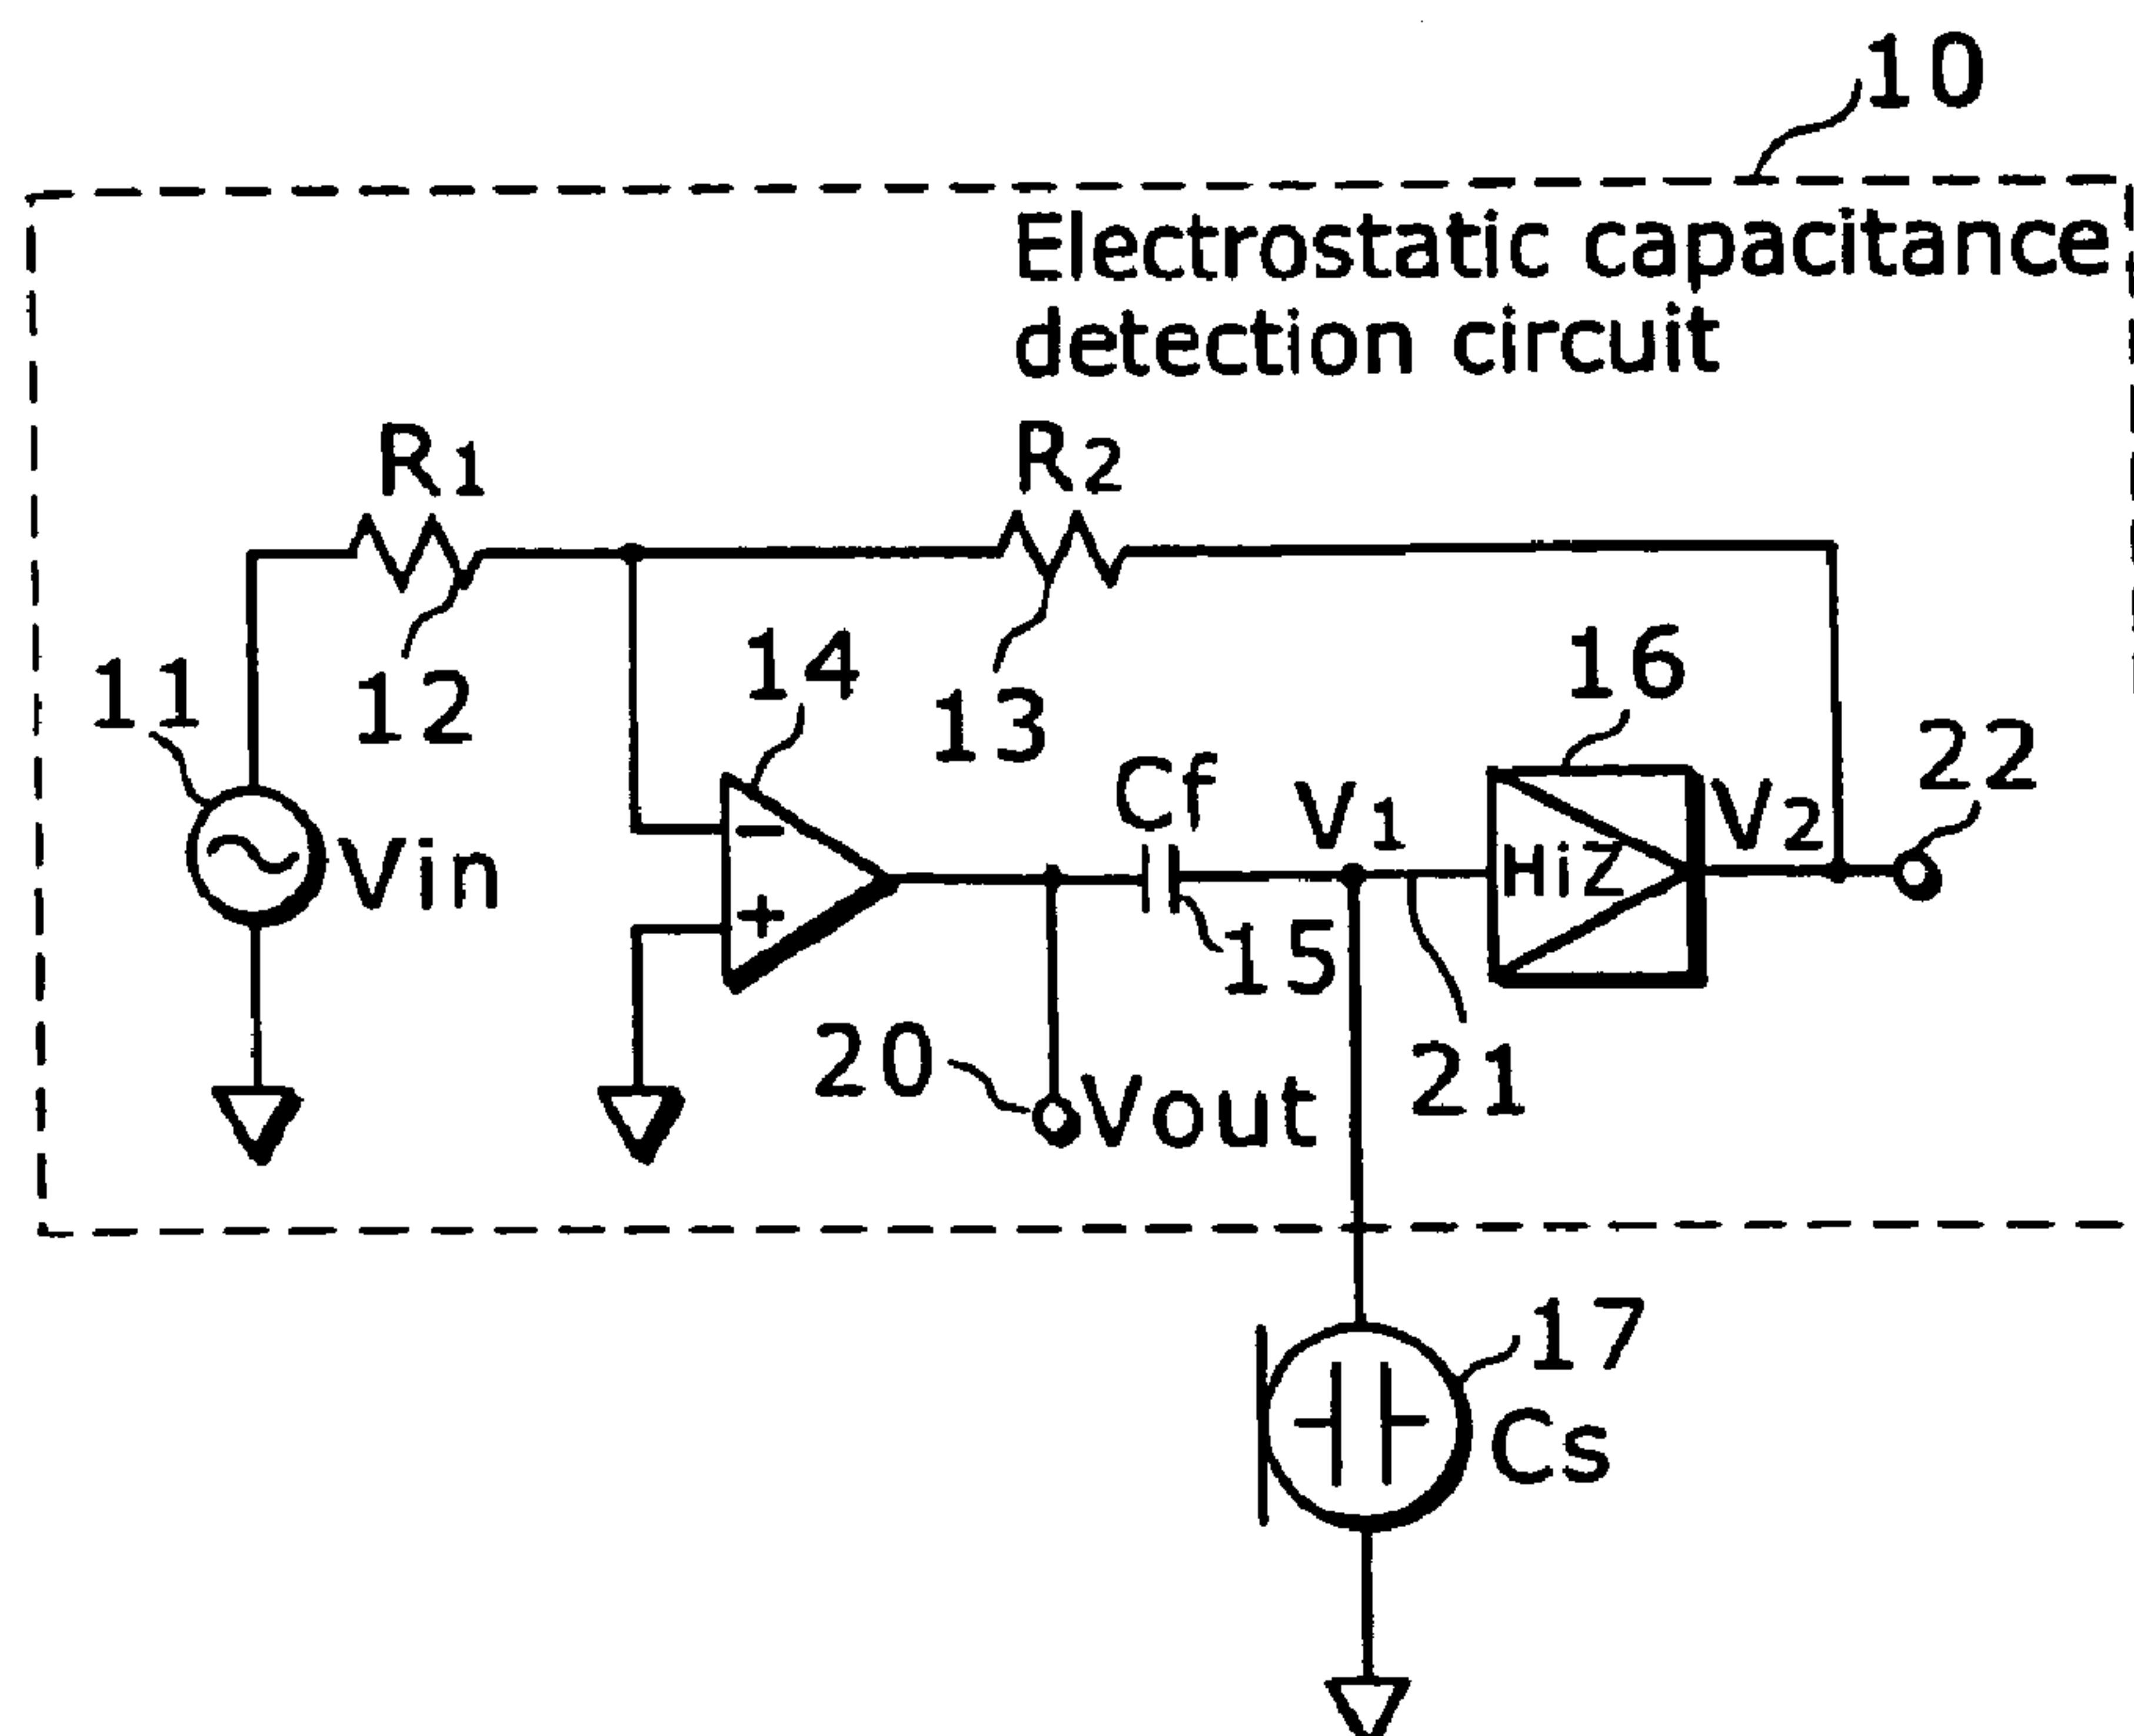 10
Electrostatic capacitance
detection circuit
R1
R2
11
12
14
13
16
22
Cf
V1
V2
Vin
HiZ
−
+
15
20
Vout
21
17
Cs